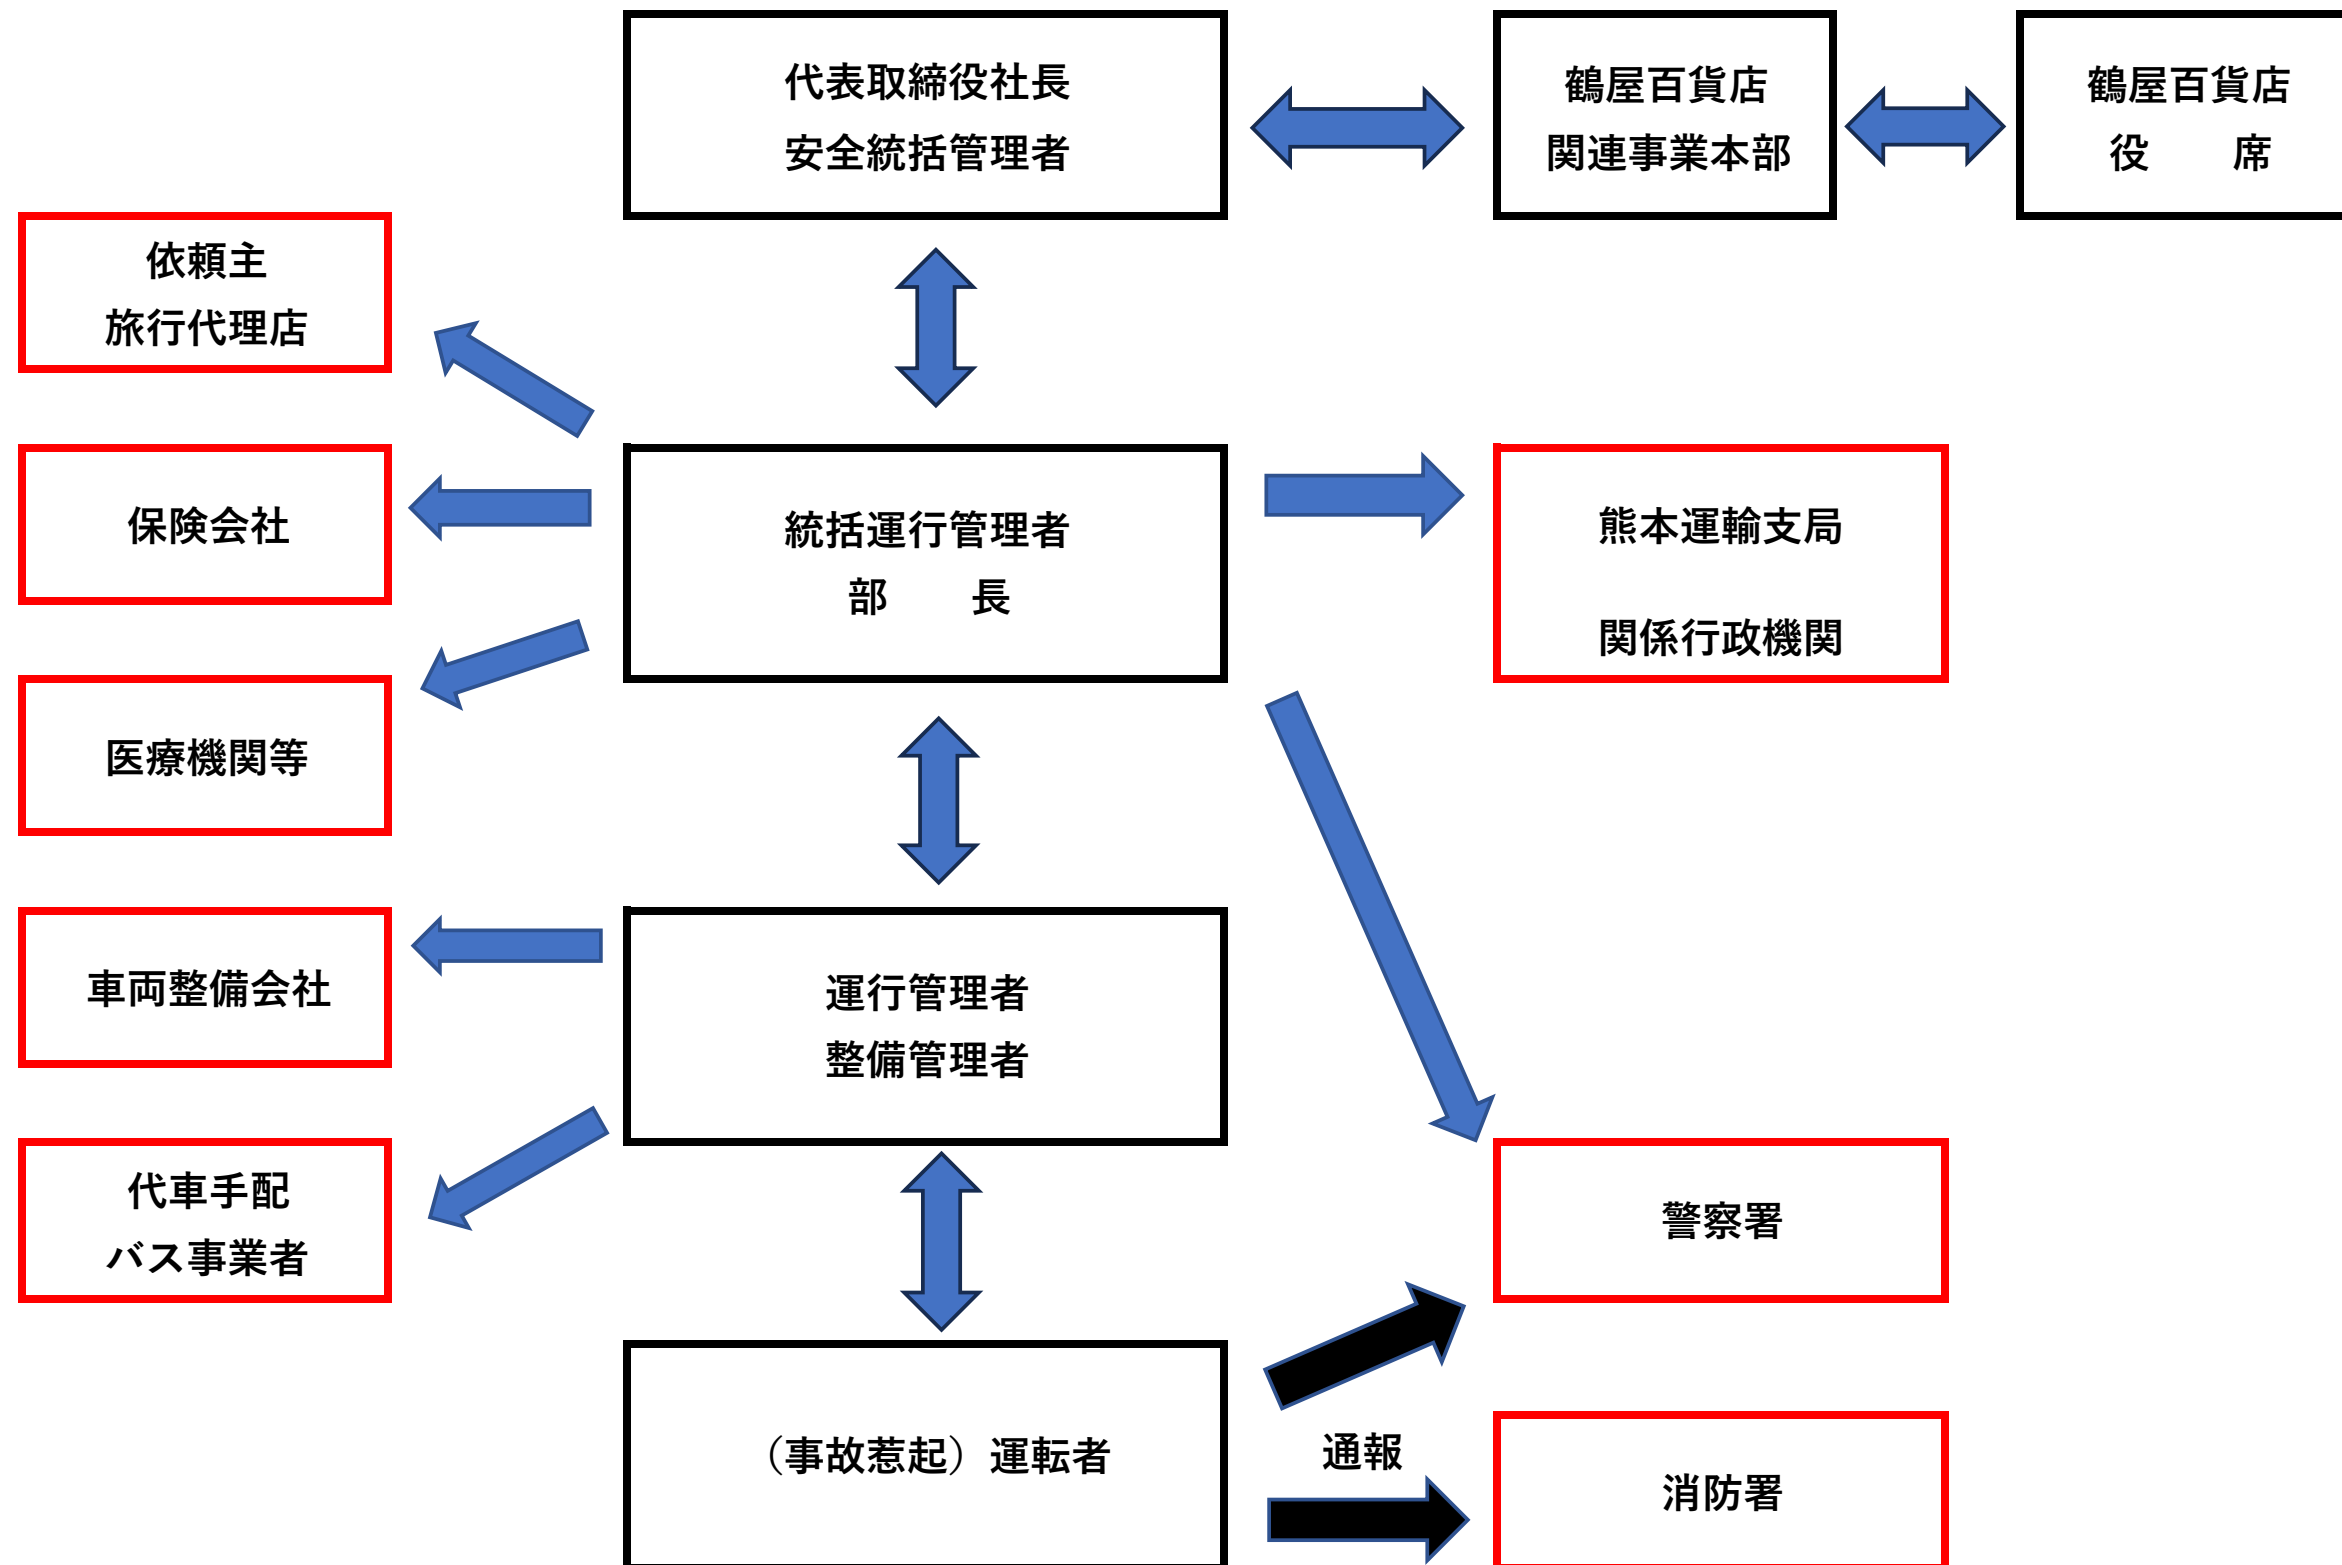 代表取締役社長
安全統括管理者
鶴屋百貨店
関連事業本部
鶴屋百貨店
役　　席
依頼主
旅行代理店
保険会社
統括運行管理者
部　　長
熊本運輸支局
関係行政機関
医療機関等
車両整備会社
運行管理者
整備管理者
代車手配
バス事業者
警察署
（事故惹起）運転者
通報
消防署